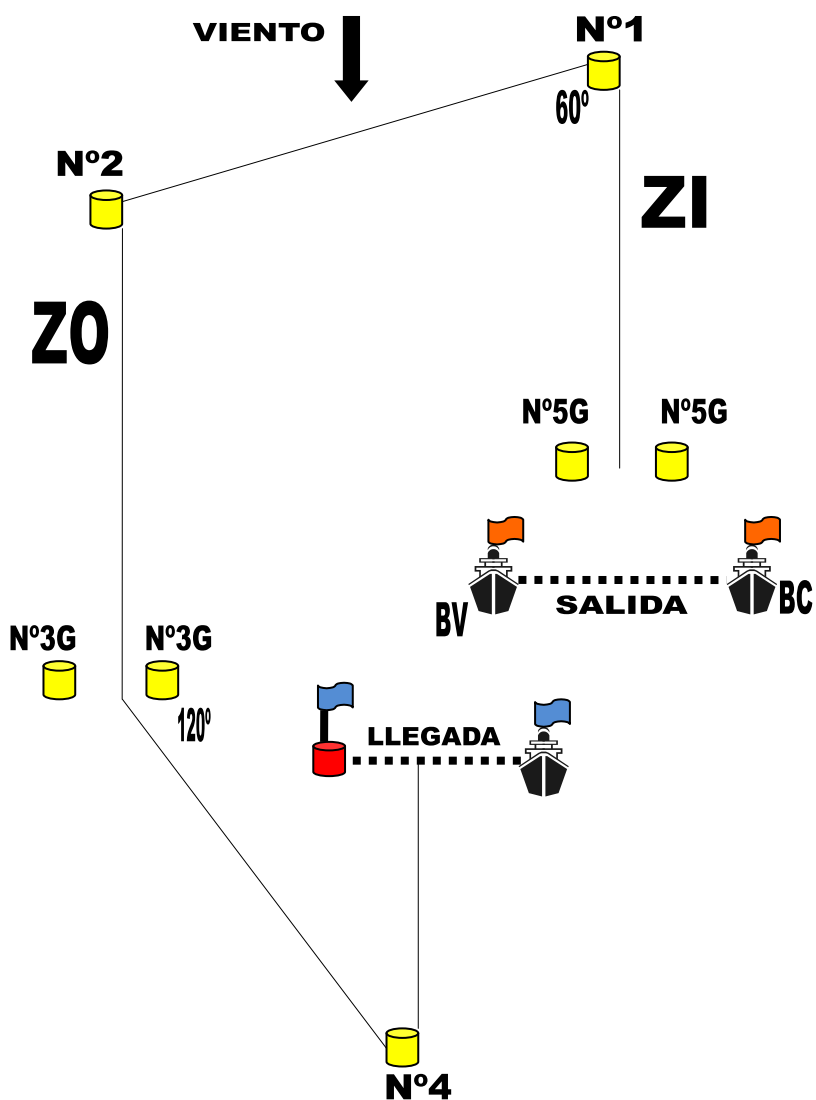 VIENTO
Nº1
60º
Nº2
ZI
ZO
Nº5G
Nº5G
SALIDA
BC
BV
Nº3G
Nº3G
120º
LLEGADA
Nº4